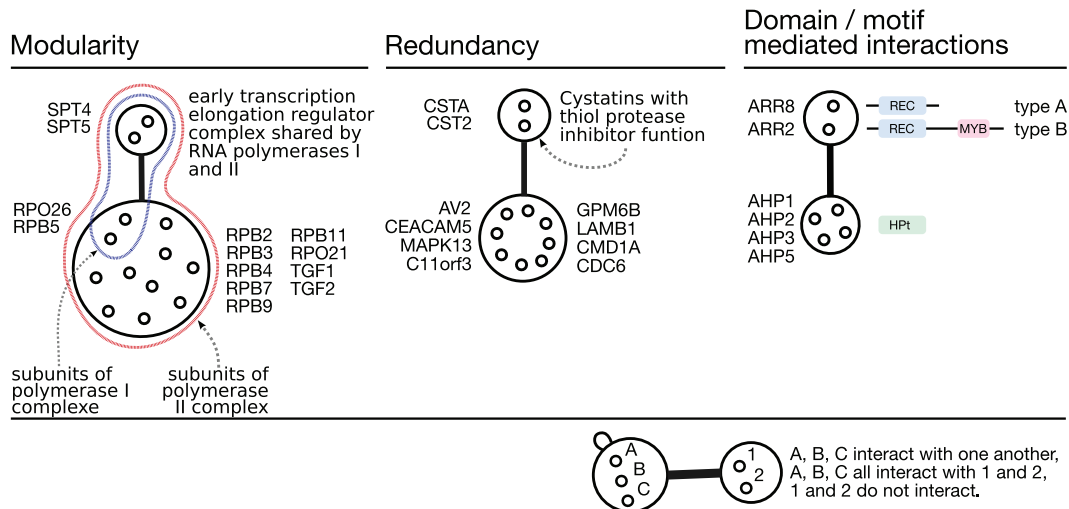 Modularity
SPT4
SPT5
early transcription
elongation regulator
complex shared by
RNA polymerases I
and II
RPO26
RPB5
RPB2 RPB11
RPB3 RPO21
RPB4 TGF1
RPB7 TGF2
RPB9
subunits of
polymerase I
complexe
subunits of
polymerase
II complex
Redundancy
CSTA
CST2
Cystatins with
thiol protease
inhibitor funtion
AV2
CEACAM5
MAPK13
C11orf3
GPM6B
LAMB1
CMD1A
CDC6
Domain / motif
mediated interactions
ARR8 REC type A
ARR2 REC MYB type B
AHP1
AHP2
AHP3
AHP5
HPt
A
B
C
1
2
A, B, C interact with one another,
A, B, C all interact with 1 and 2,
1 and 2 do not interact.